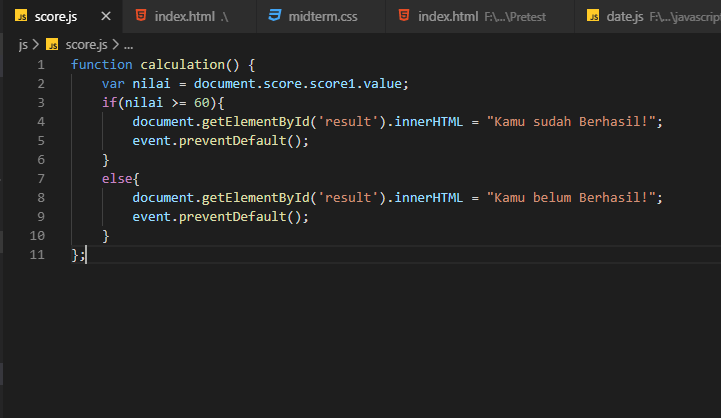 JS score.js ×
index.html .\
midterm.css
index.html F:\...\Pretest
JS date.js F:\...\javascript
js > JS score.js > ...
1 function calculation() {
2 var nilai = document.score.score1.value;
3 if(nilai >= 60){
4 document.getElementById('result').innerHTML = "Kamu sudah Berhasil!";
5 event.preventDefault();
6 }
7 else{
8 document.getElementById('result').innerHTML = "Kamu belum Berhasil!";
9 event.preventDefault();
10 }
11 };